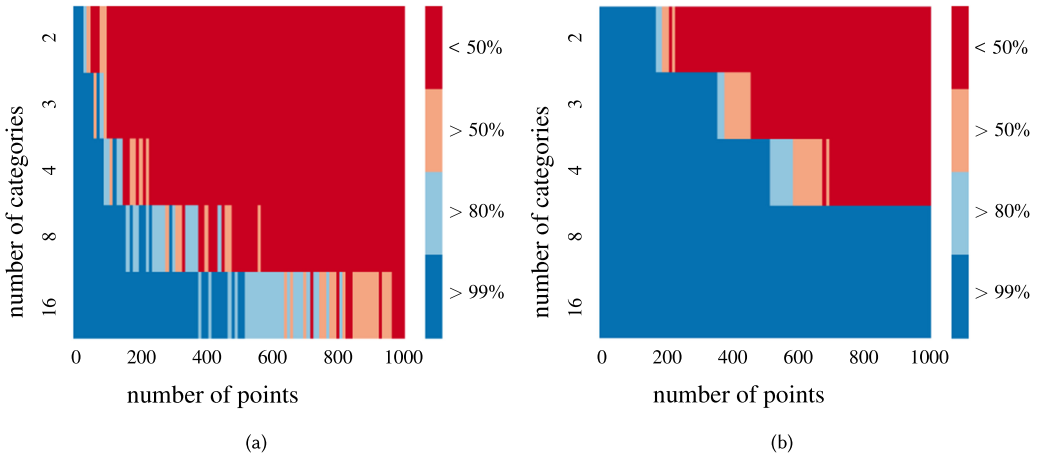 number of categories
2
3
4
8
16
0 200 400 600 800 1000
number of points
< 50%
> 50%
> 80%
> 99%
(a)
number of categories
2
3
4
8
16
0 200 400 600 800 1000
number of points
< 50%
> 50%
> 80%
> 99%
(b)